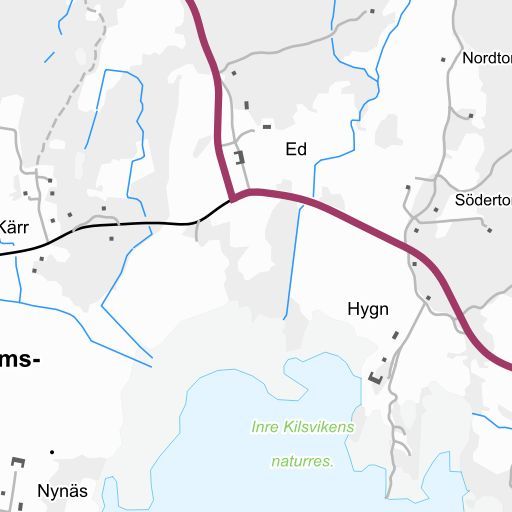 Nordtor
Ed
Södertor
Kärr
Hygn
ms-
Inre Kilsvikens
naturres.
Nynäs